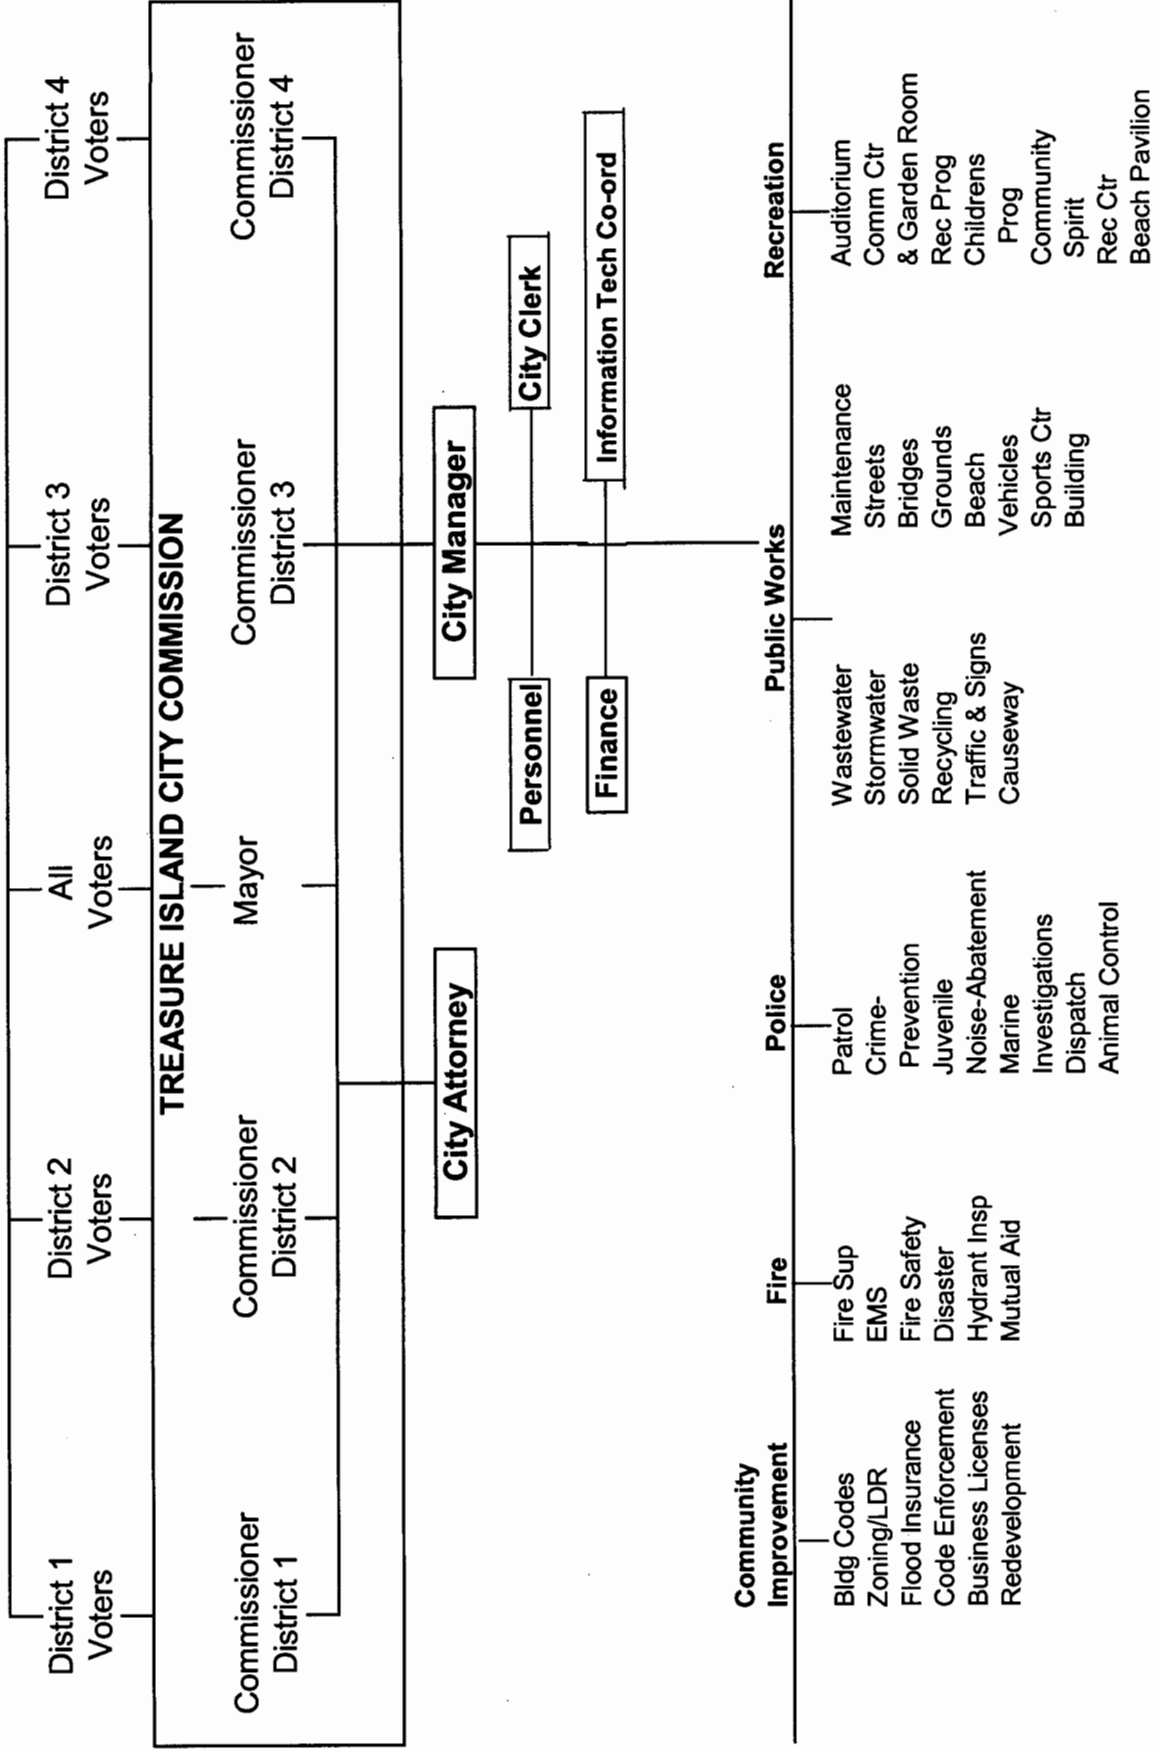 District 1
Voters
District 2
Voters
All
Voters
District 3
Voters
District 4
Voters
TREASURE ISLAND CITY COMMISSION
Commissioner
District 1
Commissioner
District 2
Mayor
Commissioner
District 3
Commissioner
District 4
City Attorney
City Manager
Personnel
City Clerk
Finance
Information Tech Co-ord
Community
Improvement
Bldg Codes
Zoning/LDR
Flood Insurance
Code Enforcement
Business Licenses
Redevelopment
Fire
Fire Sup
EMS
Fire Safety
Disaster
Hydrant Insp
Mutual Aid
Police
Patrol
Crime-
Prevention
Juvenile
Noise-Abatement
Marine
Investigations
Dispatch
Animal Control
Public Works
Wastewater
Stormwater
Solid Waste
Recycling
Traffic & Signs
Causeway
Maintenance
Streets
Bridges
Grounds
Beach
Vehicles
Sports Ctr
Building
Recreation
Auditorium
Comm Ctr
& Garden Room
Rec Prog
Childrens
Prog
Community
Spirit
Rec Ctr
Beach Pavilion